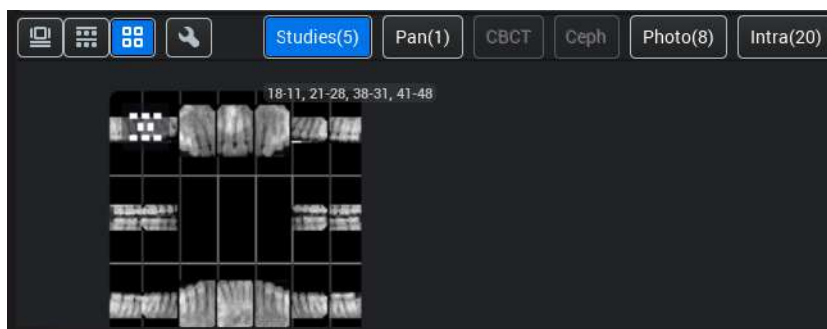 Studies(5) Pan(1) CBCT Ceph Photo(8) Intra(20)
18-11, 21-28, 38-31, 41-48